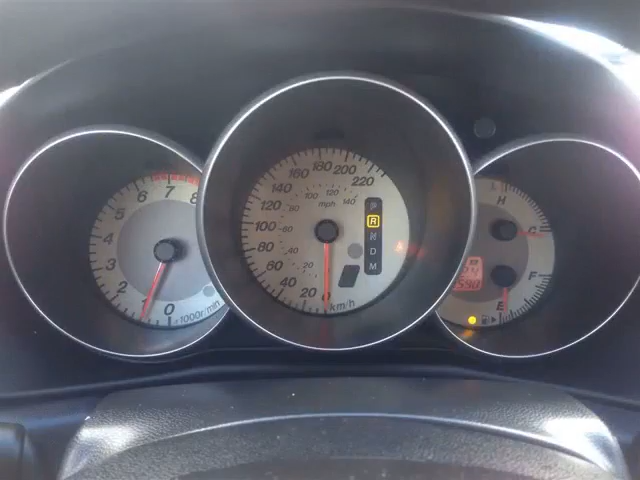 0 1 2 3 4 5 6 7 8
x1000r/min
0 20 40 60 80 100 120 140 160 180 200 220
km/h
20 40 60 80 100 120 140
mph
P
R
N
D
M
H
C
F
E